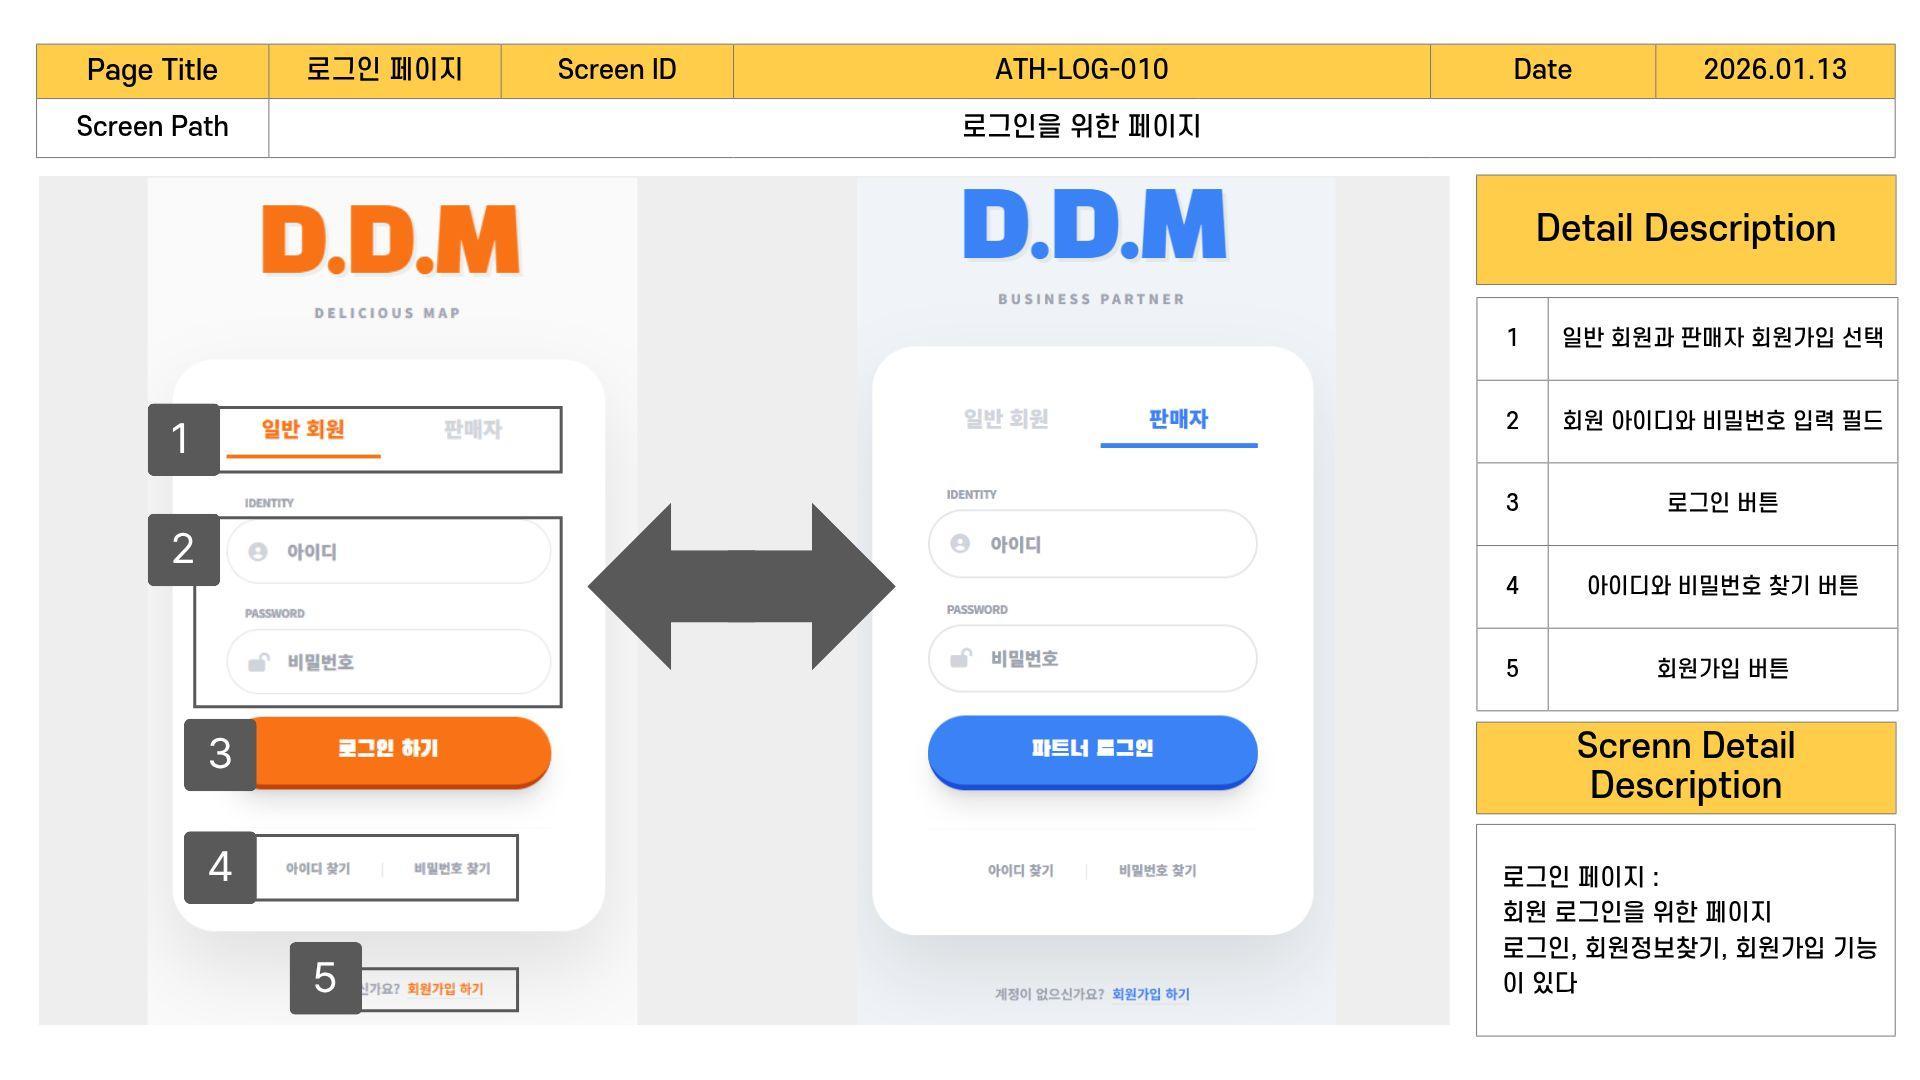 Page Title 로그인 페이지 Screen ID ATH-LOG-010 Date 2026.01.13
Screen Path 로그인을 위한 페이지
D.D.M
DELICIOUS MAP
1
일반 회원 판매자
IDENTITY
2
아이디
PASSWORD
비밀번호
3
로그인 하기
4
아이디 찾기 비밀번호 찾기
5
신가요? 회원가입 하기
D.D.M
BUSINESS PARTNER
일반 회원 판매자
IDENTITY
아이디
PASSWORD
비밀번호
파트너 로그인
아이디 찾기 비밀번호 찾기
계정이 없으신가요? 회원가입 하기
Detail Description
1 일반 회원과 판매자 회원가입 선택
2 회원 아이디와 비밀번호 입력 필드
3 로그인 버튼
4 아이디와 비밀번호 찾기 버튼
5 회원가입 버튼
Screnn Detail
Description
로그인 페이지 :
회원 로그인을 위한 페이지
로그인, 회원정보찾기, 회원가입 기능
이 있다